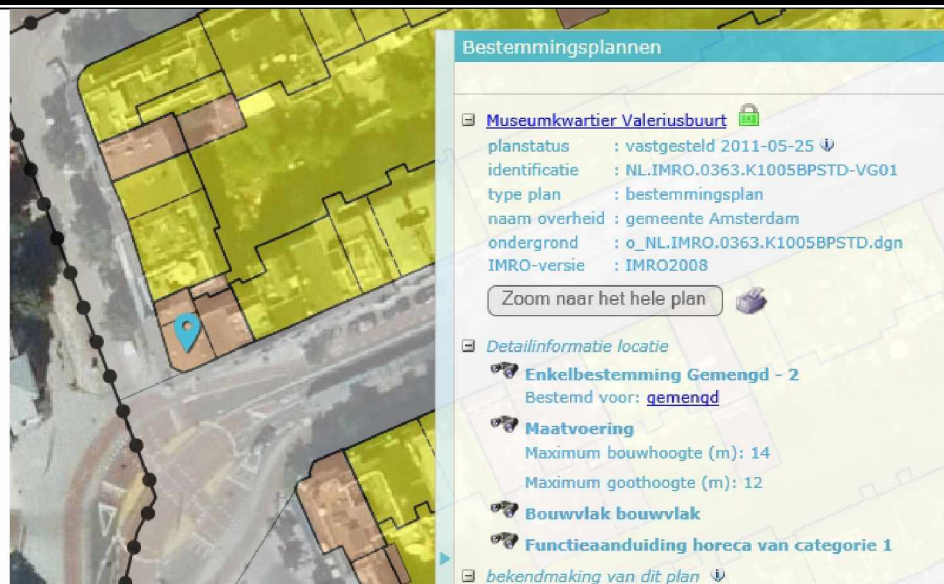 Bestemmingsplannen
Museumkwartier Valeriusbuurt
planstatus : vastgesteld 2011-05-25
identificatie : NL.IMRO.0363.K1005BPSTD-VG01
type plan : bestemmingsplan
naam overheid : gemeente Amsterdam
ondergrond : o_NL.IMRO.0363.K1005BPSTD.dgn
IMRO-versie : IMRO2008
Zoom naar het hele plan
Detailinformatie locatie
Enkelbestemming Gemengd - 2
Bestemd voor: gemengd
Maatvoering
Maximum bouwhoogte (m): 14
Maximum goothoogte (m): 12
Bouwvlak bouwvlak
Functieaanduiding horeca van categorie 1
bekendmaking van dit plan